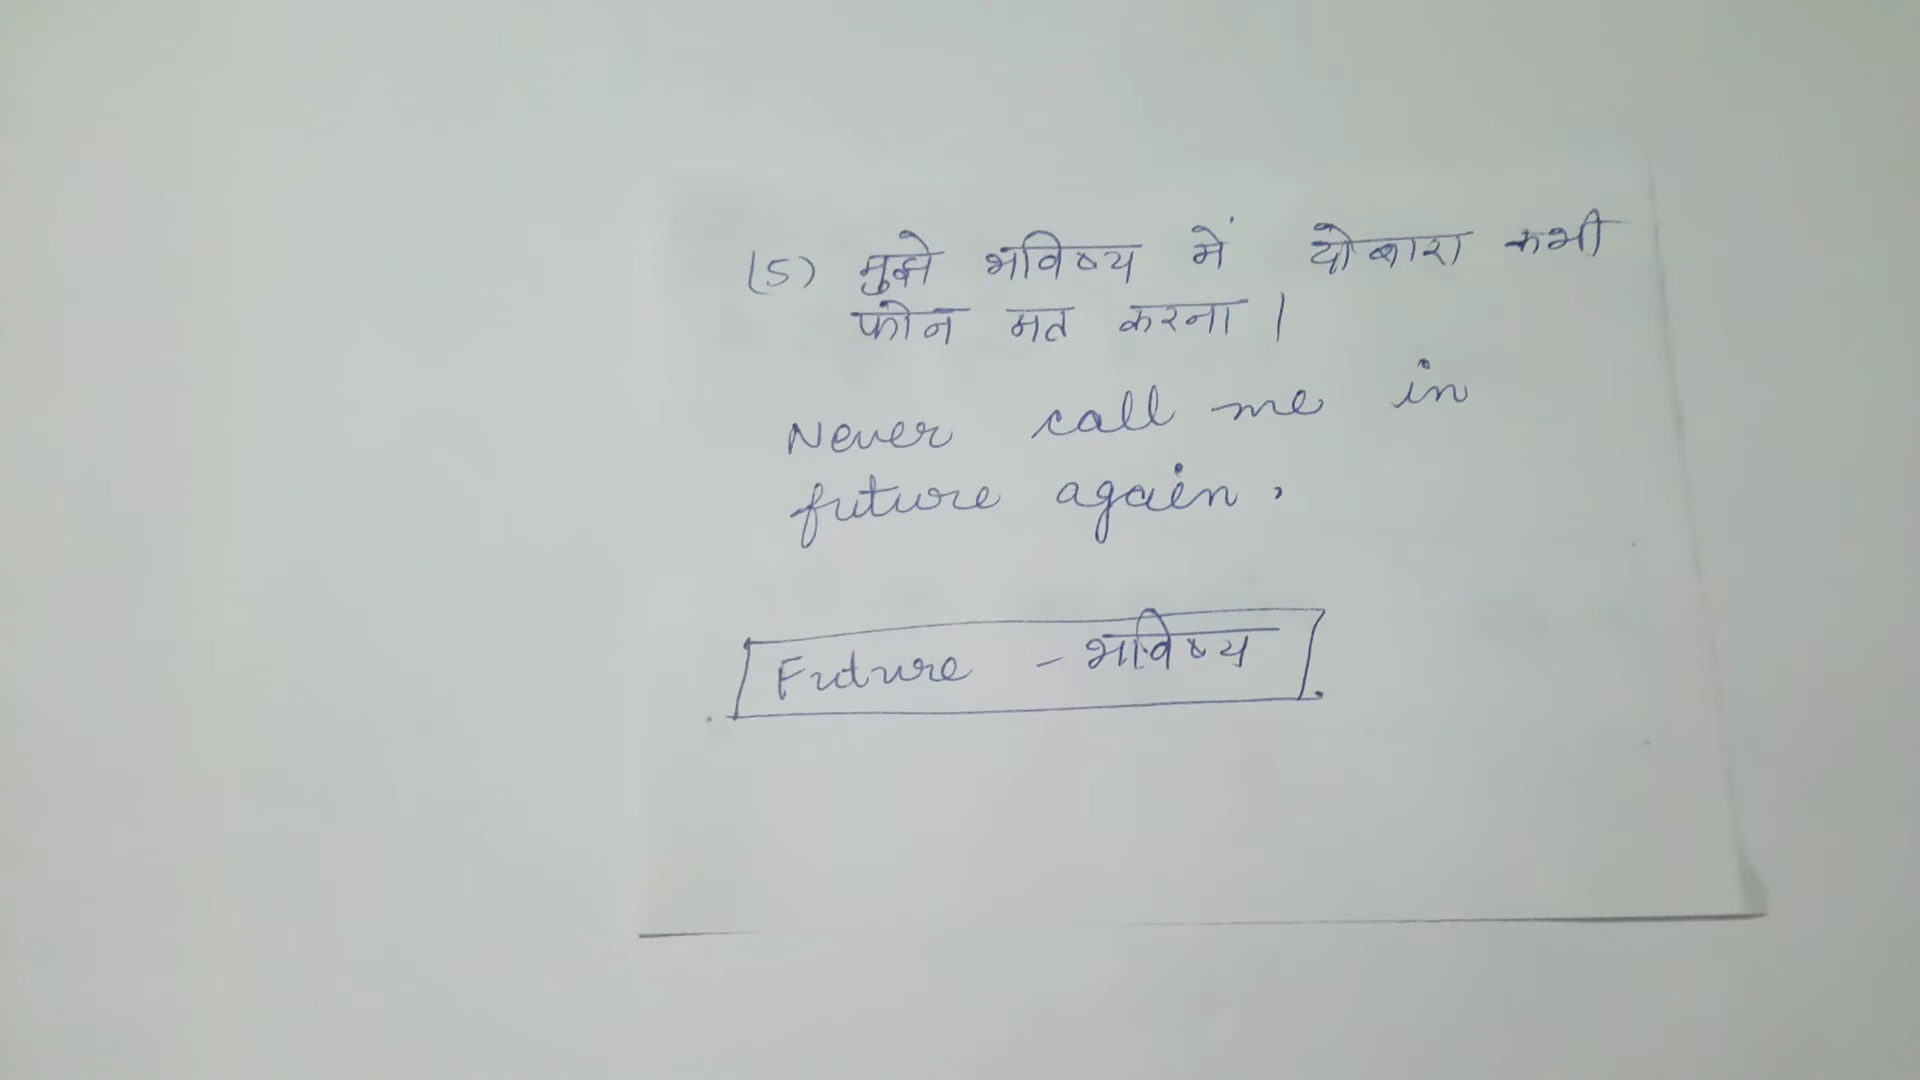 (5) मुझे भविष्य में दोबारा कभी
फोन मत करना ।
Never call me in
future again.
Future - भविष्य